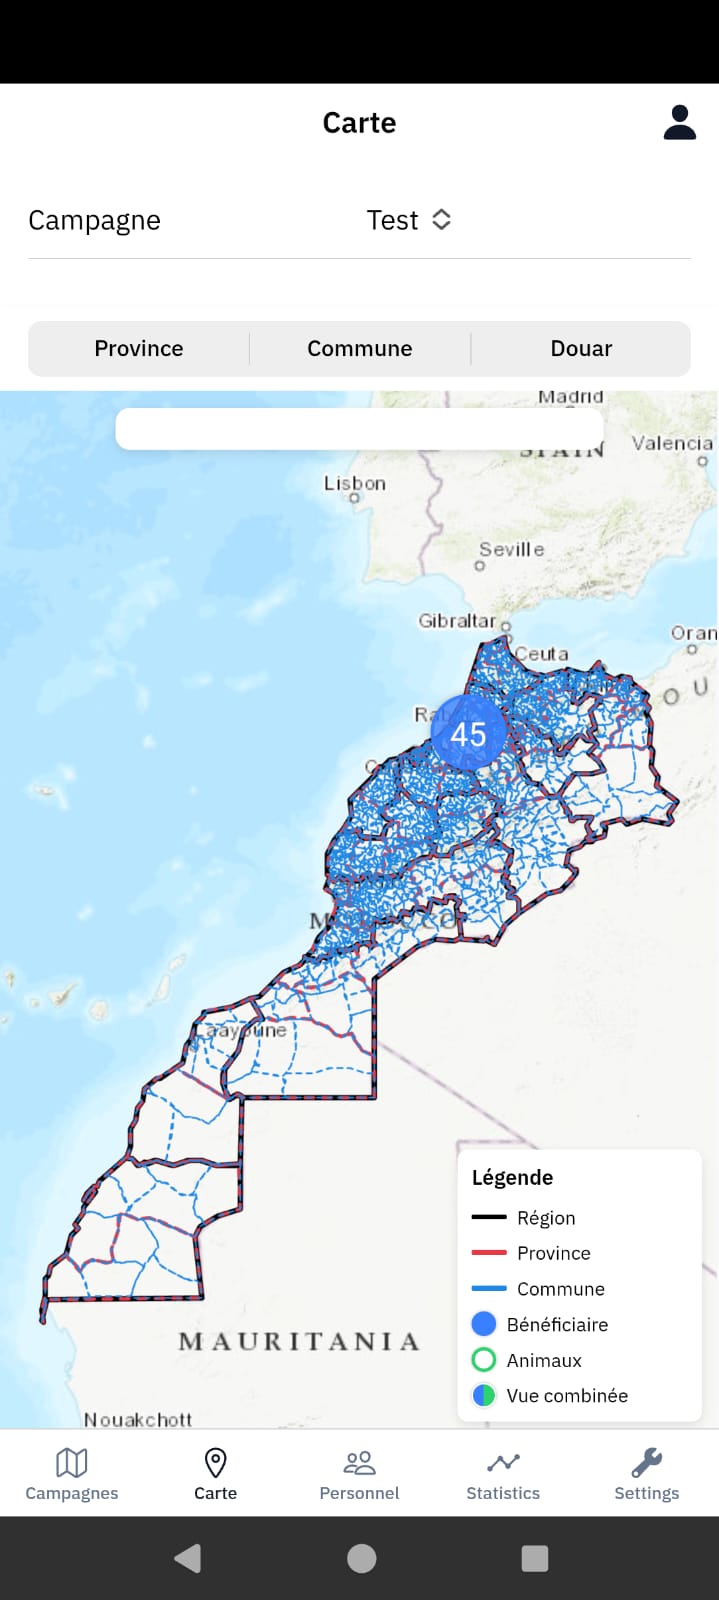 Carte
Campagne
Test
Province
Commune
Douar
Madrid
SPAIN
Valencia
Lisbon
Seville
Gibraltar
Ceuta
Oran
45
Laayoune
MAURITANIA
Nouakchott
Légende
Région
Province
Commune
Bénéficiaire
Animaux
Vue combinée
Campagnes
Carte
Personnel
Statistics
Settings